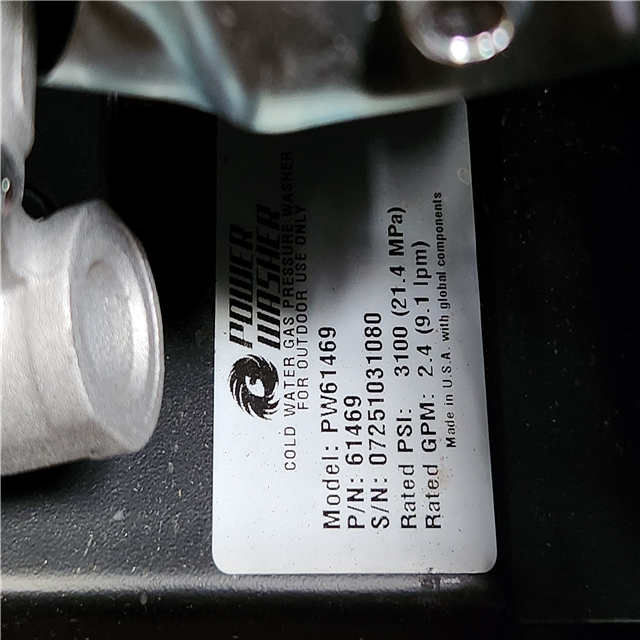 POWER
WASHER
COLD WATER GAS PRESSURE WASHER
FOR OUTDOOR USE ONLY
Model: PW61469
P/N: 61469
S/N: 07251031080
Rated PSI: 3100 (21.4 MPa)
Rated GPM: 2.4 (9.1 lpm)
Made in U.S.A. with global components